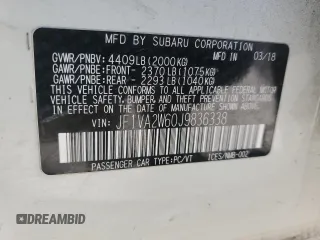 MFD BY SUBARU CORPORATION
GVWR/PNBV: 4409LB (2000KG) 03/18
GAWR/PNBE:FRONT- 2370LB(1075KG)
GAWR/PNBE:REAR- 2293LB(1040KG)
THIS VEHICLE CONFORMS TO ALL APPLICABLE
FEDERAL MOTOR VEHICLE SAFETY, BUMPER, AND
THEFT PREVENTION STANDARDS
IN EFFECT ON THE DATE OF MANUFACTURE
SHOWN ABOVE.
VIN: JF1VA2W60J9836338
PASSENGER CAR TYPE:PC/VT ICES/NMB-002
DREAMBID